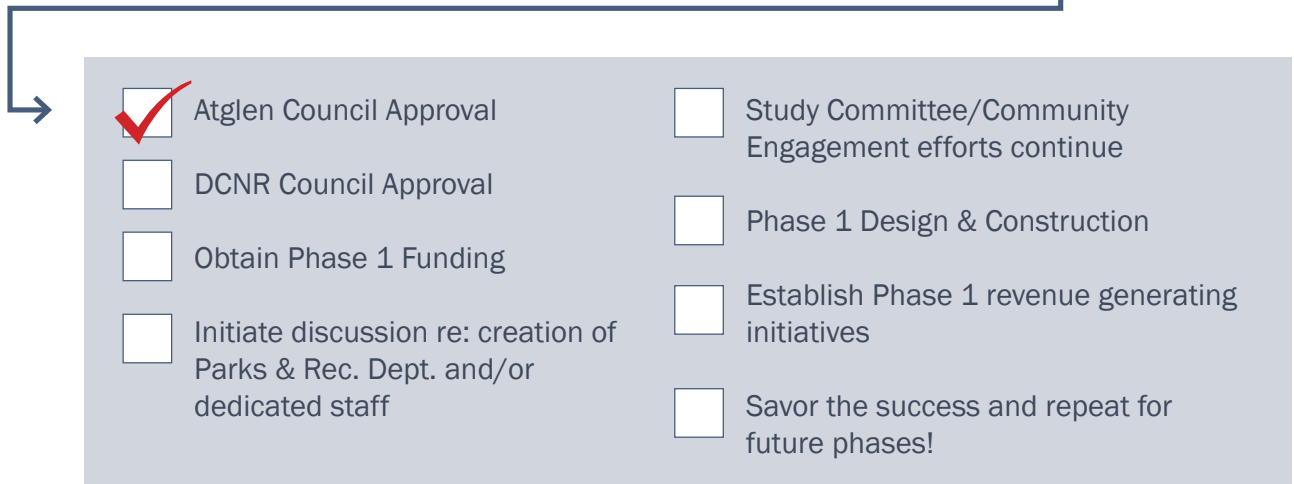 Atglen Council Approval
DCNR Council Approval
Obtain Phase 1 Funding
Initiate discussion re: creation of
Parks & Rec. Dept. and/or
dedicated staff
Study Committee/Community
Engagement efforts continue
Phase 1 Design & Construction
Establish Phase 1 revenue generating
initiatives
Savor the success and repeat for
future phases!